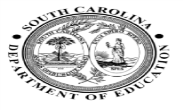 SOUTH CAROLINA
DEPARTMENT OF EDUCATION